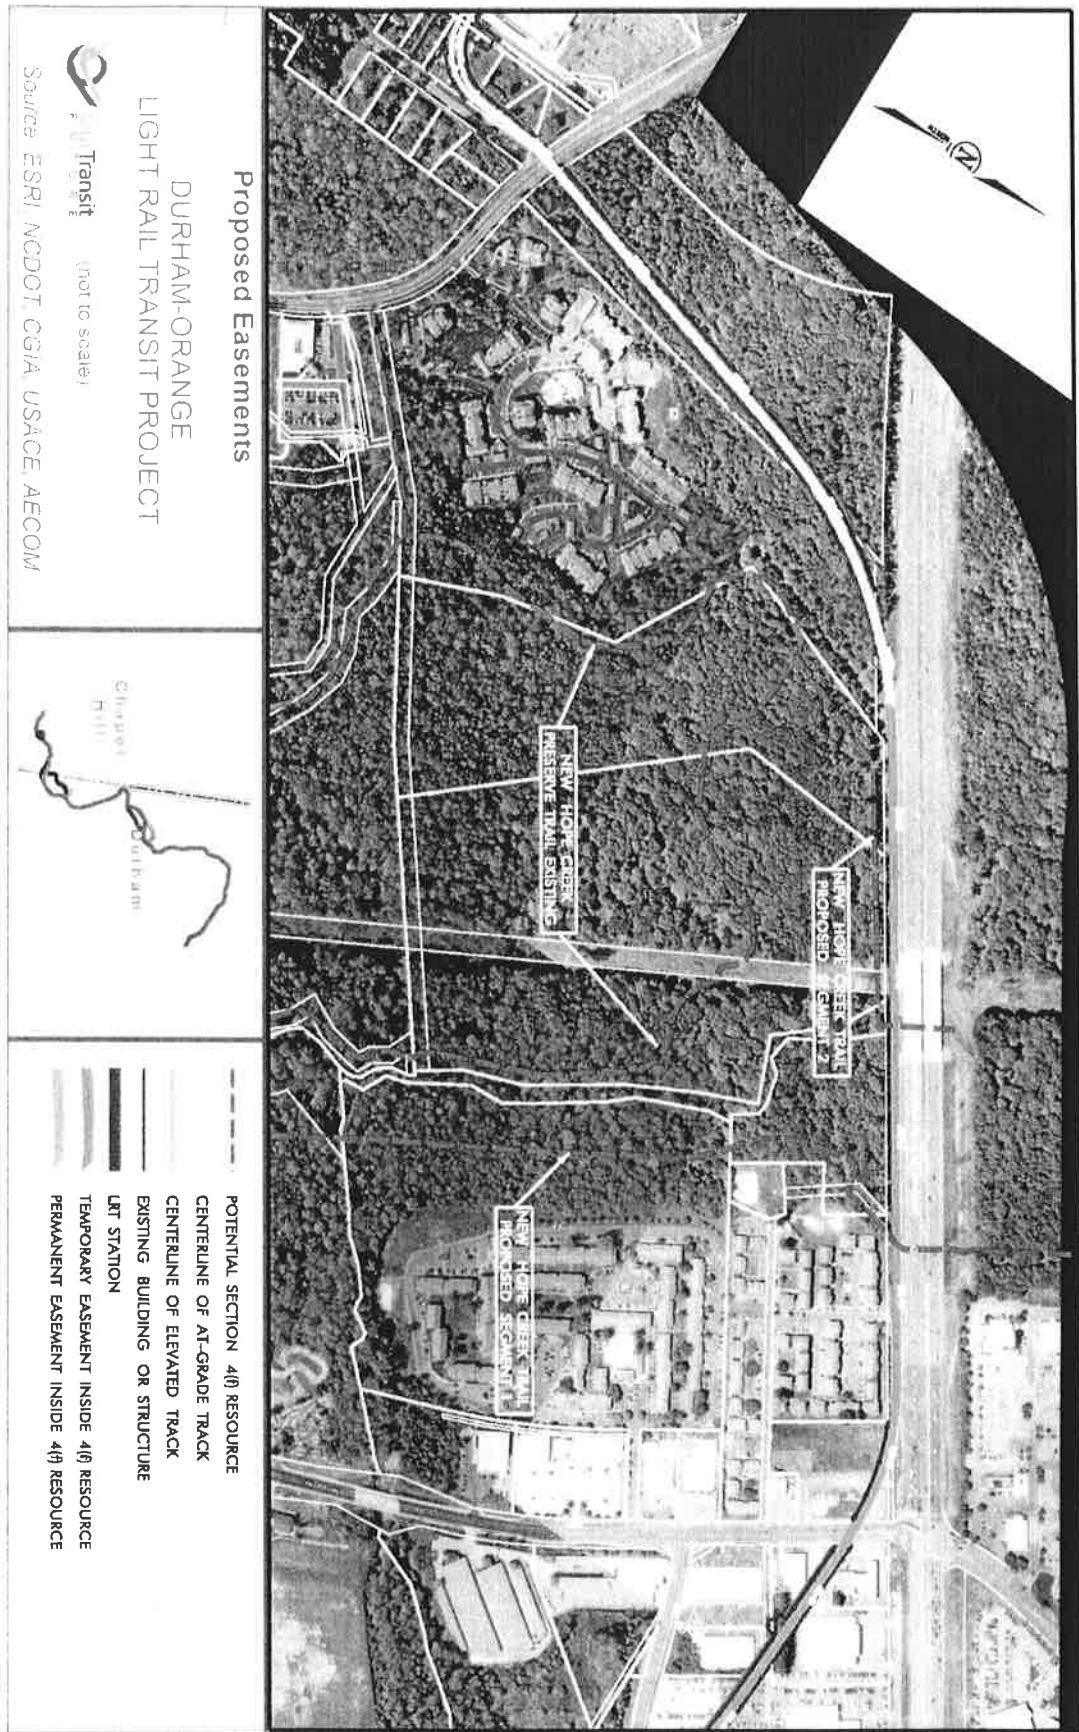 Proposed Easements
DURHAM-ORANGE
LIGHT RAIL TRANSIT PROJECT
Transit
(not to scale)
Source: ESRI, NCDOT, CGIA, USACE, AECOM
Chapel
Hill
Durham
POTENTIAL SECTION 4(f) RESOURCE
CENTERLINE OF AT-GRADE TRACK
CENTERLINE OF ELEVATED TRACK
EXISTING BUILDING OR STRUCTURE
LRT STATION
TEMPORARY EASEMENT INSIDE 4(f) RESOURCE
PERMANENT EASEMENT INSIDE 4(f) RESOURCE
NEW HOPE CREEK
PRESERVE TRAIL EXISTING
NEW HOPE CREEK TRAIL
PROPOSED SEGMENT 2
NEW HOPE CREEK TRAIL
PROPOSED SEGMENT 1
N
NORTH